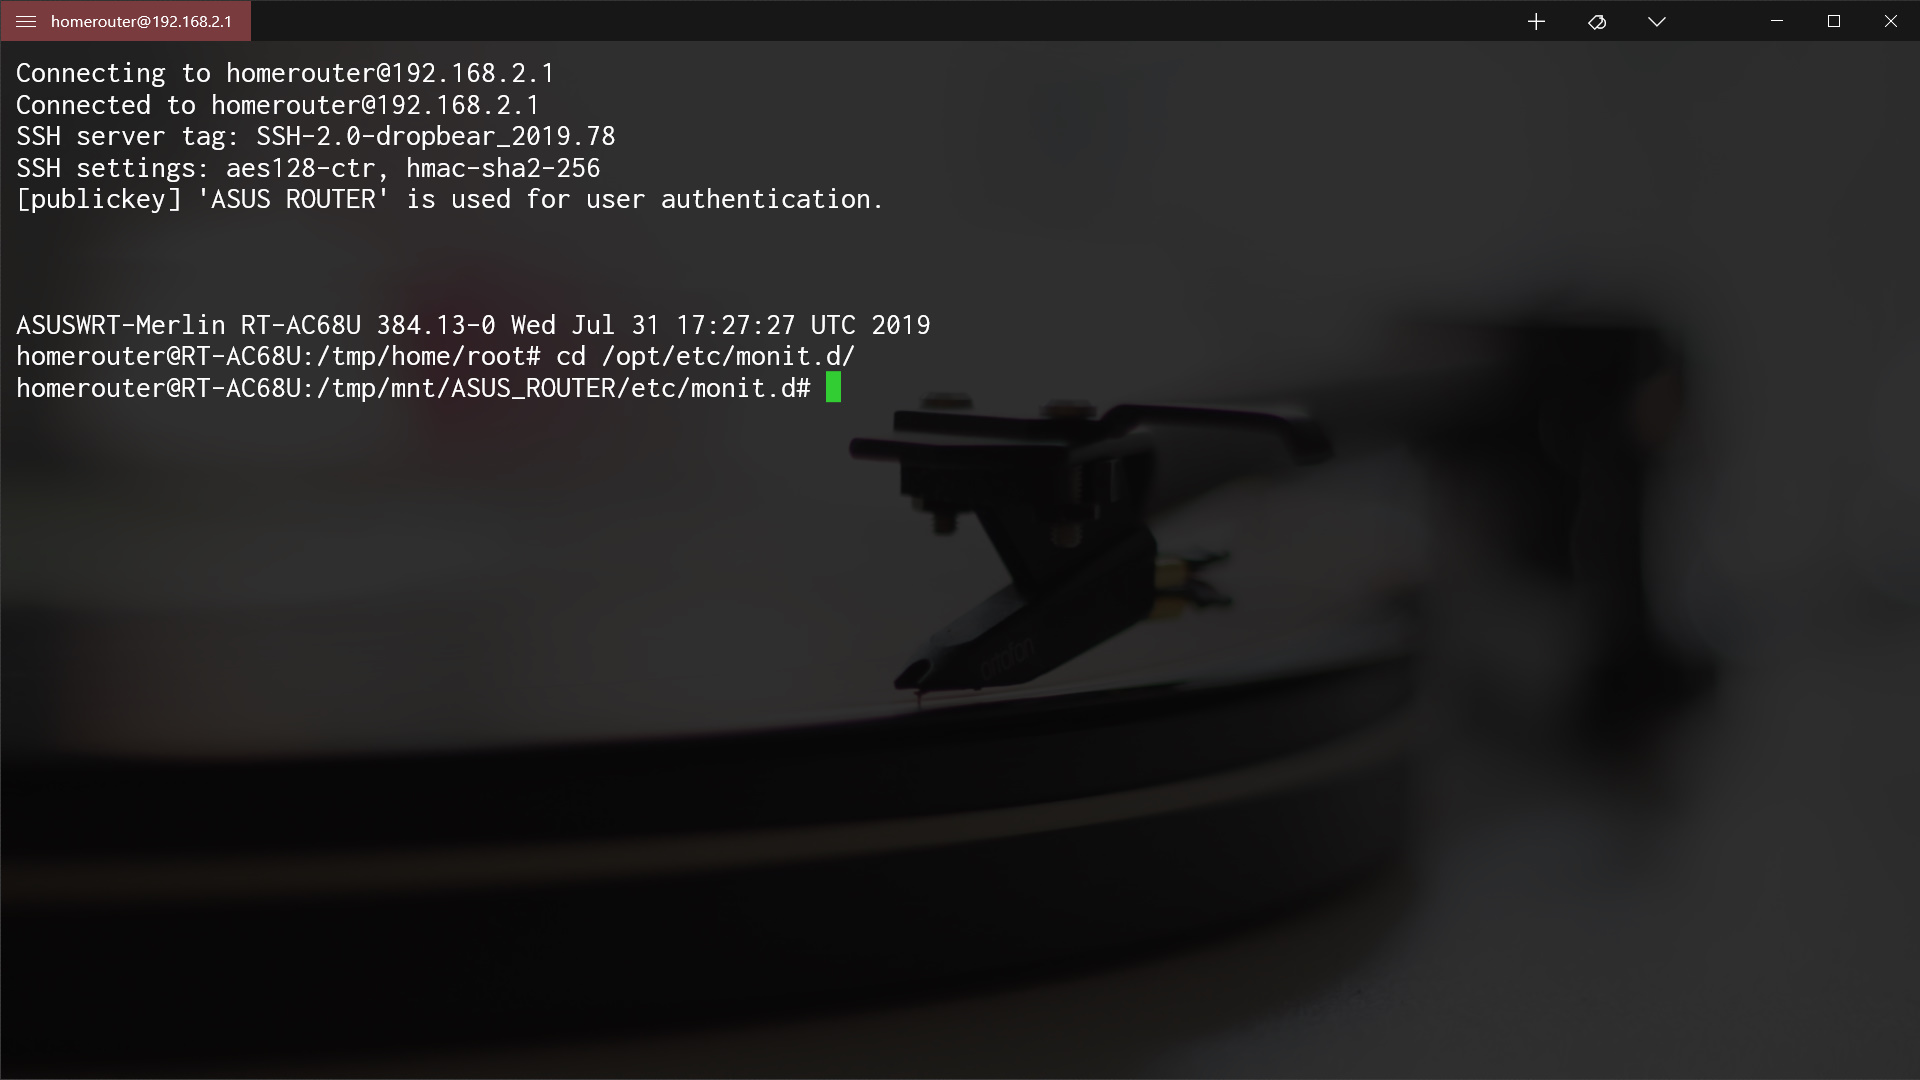 homerouter@192.168.2.1
Connecting to homerouter@192.168.2.1
Connected to homerouter@192.168.2.1
SSH server tag: SSH-2.0-dropbear_2019.78
SSH settings: aes128-ctr, hmac-sha2-256
[publickey] 'ASUS ROUTER' is used for user authentication.
ASUSWRT-Merlin RT-AC68U 384.13-0 Wed Jul 31 17:27:27 UTC 2019
homerouter@RT-AC68U:/tmp/home/root# cd /opt/etc/monit.d/
homerouter@RT-AC68U:/tmp/mnt/ASUS_ROUTER/etc/monit.d#
ortofon